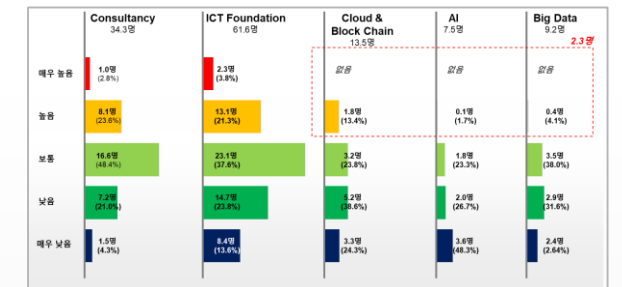 Consultancy
34.3명
ICT Foundation
61.6명
Cloud &
Block Chain
13.5명
AI
7.5명
Big Data
9.2명
2.3명
매우 높음
1.0명
(2.8%)
2.3명
(3.8%)
없음
없음
없음
높음
8.1명
(23.6%)
13.1명
(21.3%)
1.8명
(13.4%)
0.1명
(1.7%)
0.4명
(4.1%)
보통
16.6명
(48.4%)
23.1명
(37.6%)
3.2명
(23.8%)
1.8명
(23.3%)
3.5명
(38.0%)
낮음
7.2명
(21.0%)
14.7명
(23.8%)
5.2명
(38.6%)
2.0명
(26.7%)
2.9명
(31.6%)
매우 낮음
1.5명
(4.3%)
8.4명
(13.6%)
3.3명
(24.3%)
3.6명
(48.3%)
2.4명
(2.64%)